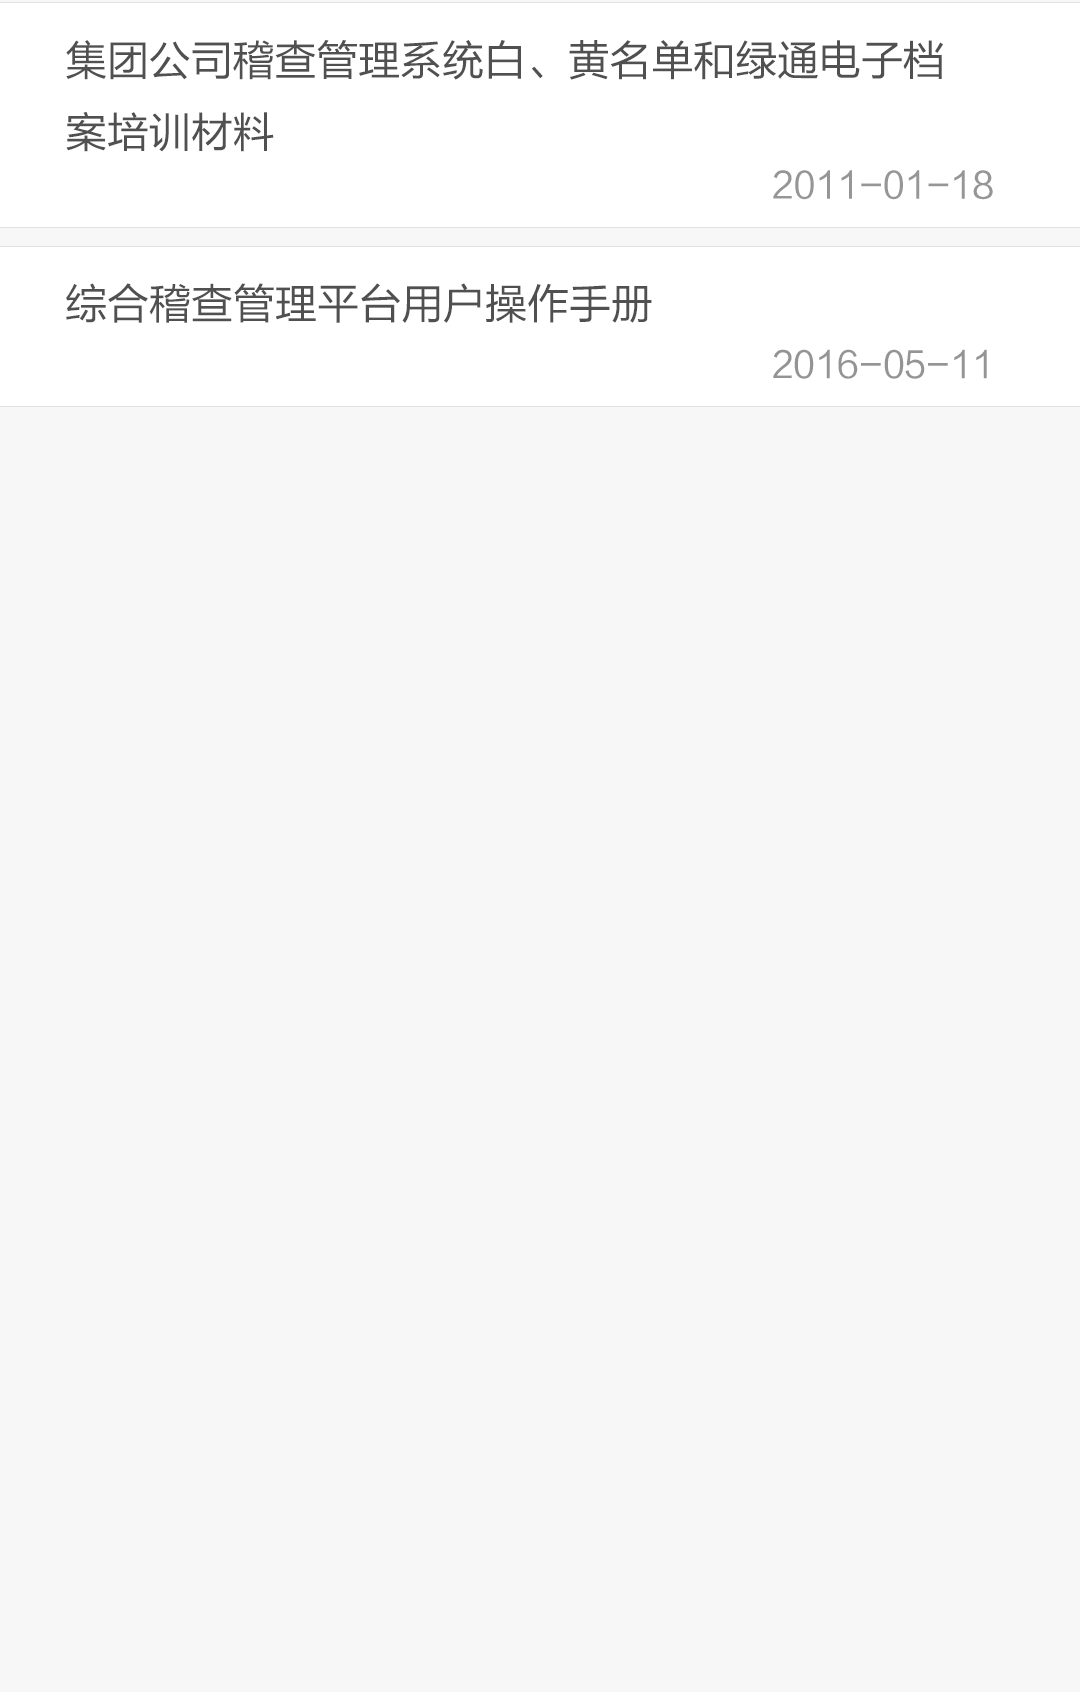 集团公司稽查管理系统白、黄名单和绿通电子档
案培训材料
2011-01-18
综合稽查管理平台用户操作手册
2016-05-11